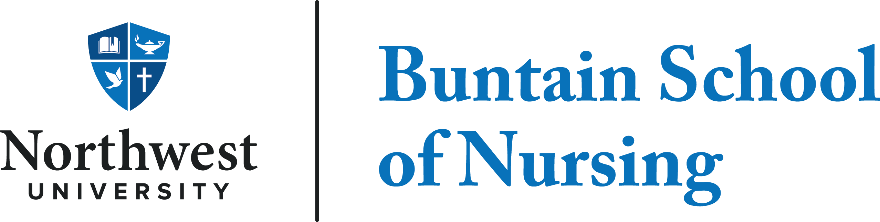 Northwest
UNIVERSITY
Buntain School
of Nursing